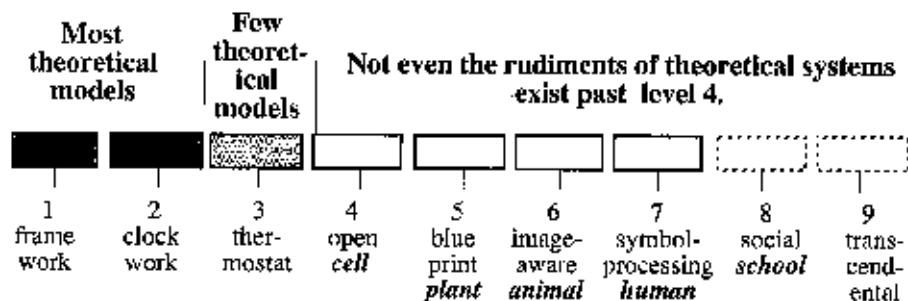 Most
theoretical
models
Few
theoret-
ical
models
Not even the rudiments of theoretical systems
exist past level 4.
1
frame
work
2
clock
work
3
ther-
mostat
4
open
cell
5
blue
print
plant
6
image-
aware
animal
7
symbol-
processing
human
8
social
school
9
trans-
cend-
ental